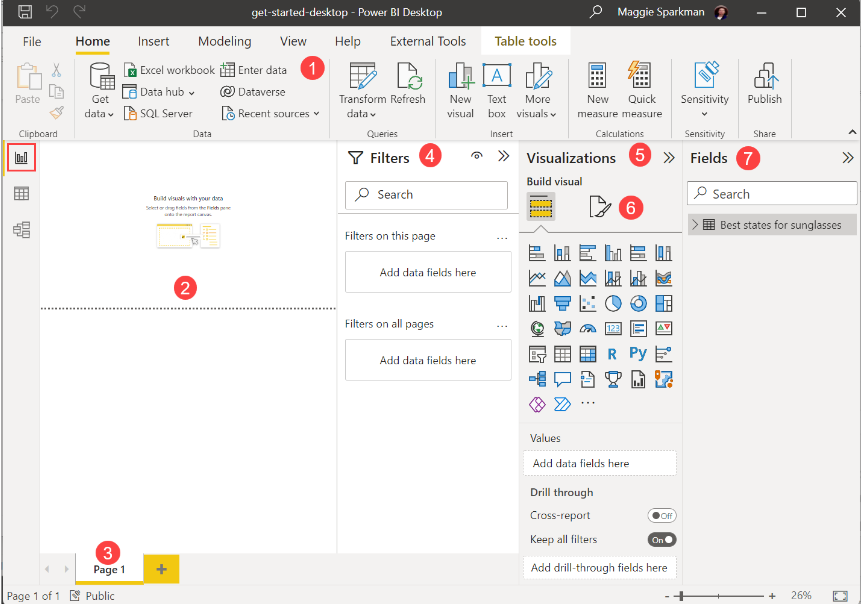 get-started-desktop - Power BI Desktop
Maggie Sparkman
File Home Insert Modeling View Help External Tools Table tools
Paste
Clipboard
Get data
Excel workbook
Data hub
SQL Server
Enter data
Dataverse
Recent sources
1
Data
Transform data
Refresh
Queries
New visual
Text box
A
More visuals
Insert
New measure
Quick measure
Calculations
Sensitivity
Sensitivity
Publish
Share
Build visuals with your data
Select or drag fields from the Fields pane
onto the report canvas.
2
3
Page 1
Filters
4
Search
Filters on this page
...
Add data fields here
Filters on all pages
...
Add data fields here
Visualizations
5
Build visual
6
123
R
Py
...
Values
Add data fields here
Drill through
Cross-report
Off
Keep all filters
On
Add drill-through fields here
Fields
7
Search
Best states for sunglasses
Page 1 of 1
Public
- +
26%